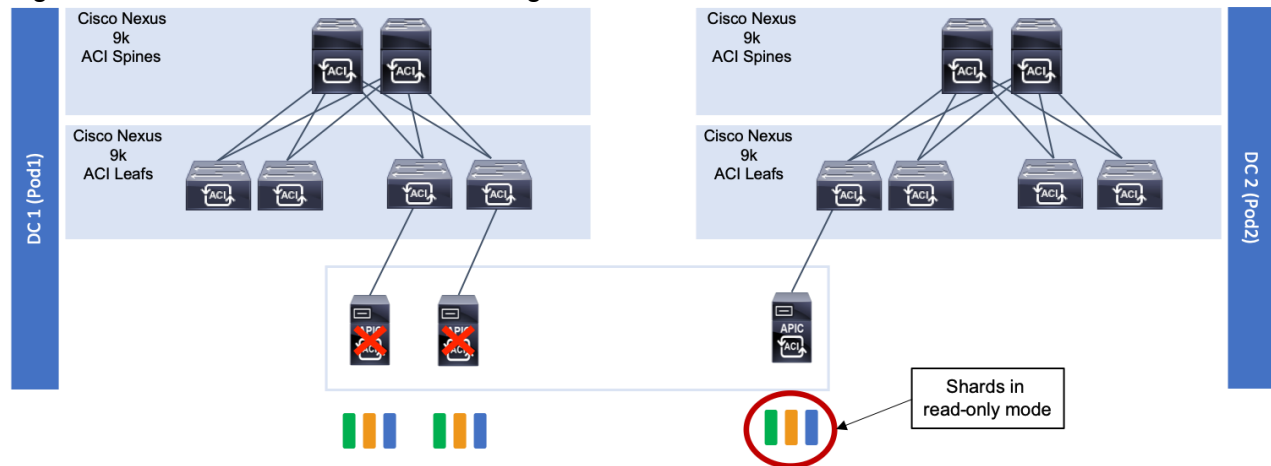 Cisco Nexus
9k
ACI Spines
Cisco Nexus
9k
ACI Spines
ACI
ACI
ACI
ACI
Cisco Nexus
9k
ACI Leafs
Cisco Nexus
9k
ACI Leafs
ACI
ACI
ACI
ACI
ACI
ACI
ACI
ACI
DC 1 (Pod1)
DC 2 (Pod2)
APIC
ACI
APIC
ACI
APIC
ACI
Shards in
read-only mode